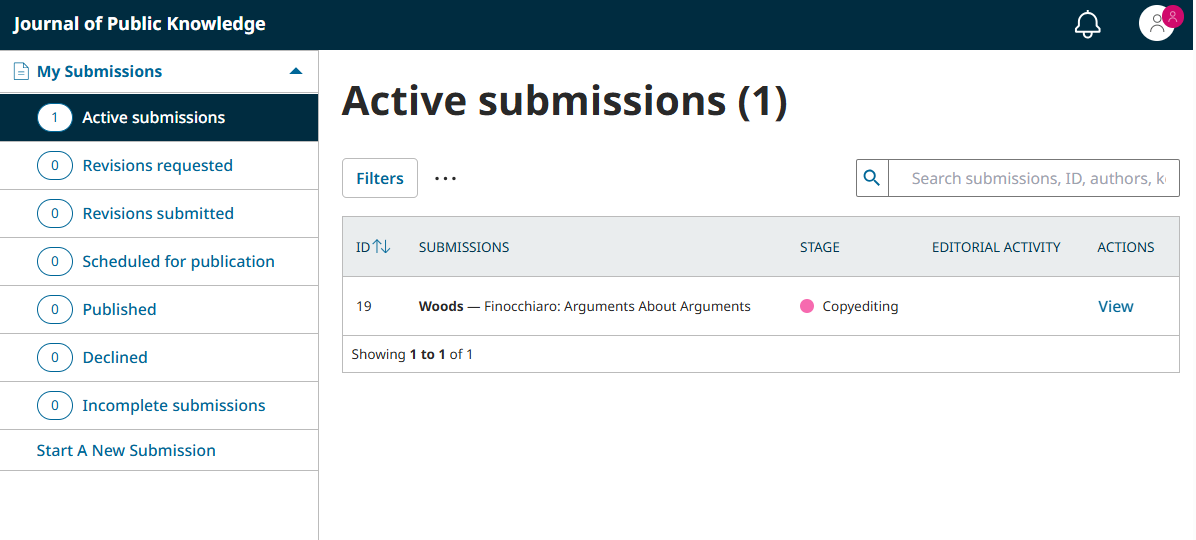 Journal of Public Knowledge
My Submissions
1 Active submissions
0 Revisions requested
0 Revisions submitted
0 Scheduled for publication
0 Published
0 Declined
0 Incomplete submissions
Start A New Submission
Active submissions (1)
Filters
Search submissions, ID, authors, k
ID SUBMISSIONS STAGE EDITORIAL ACTIVITY ACTIONS
19 Woods — Finocchiaro: Arguments About Arguments Copyediting View
Showing 1 to 1 of 1